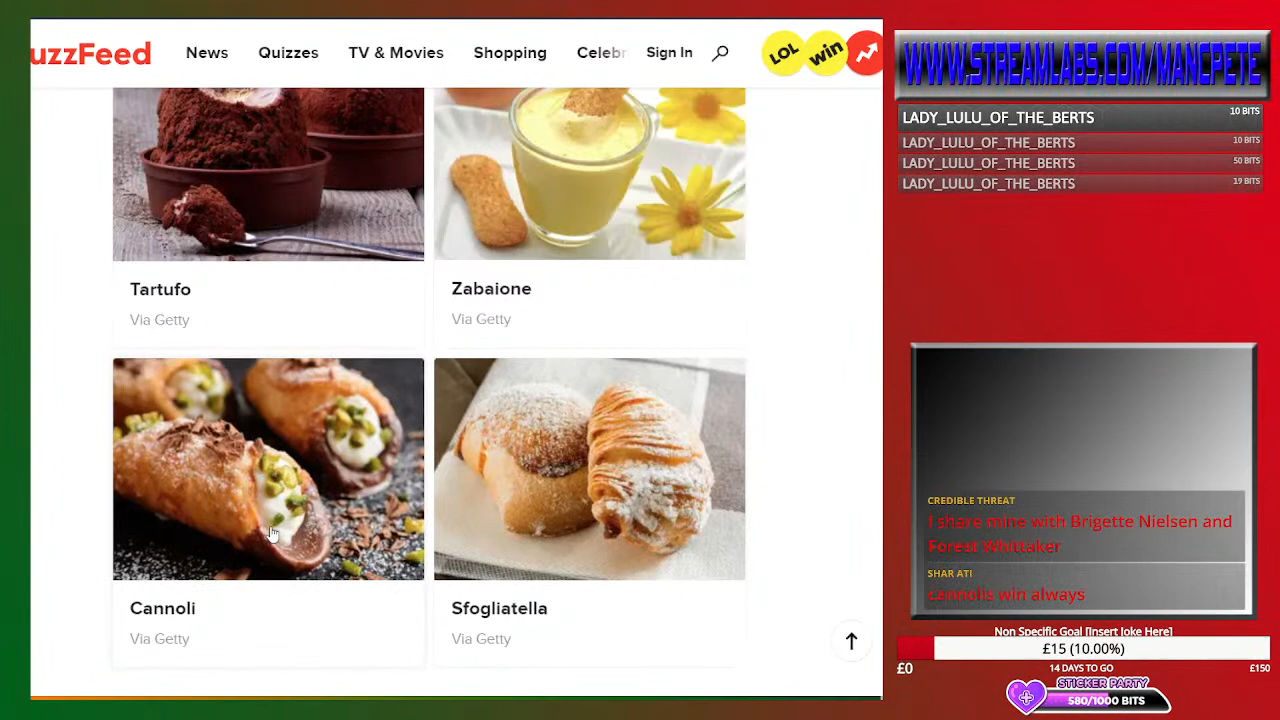 uzzFeed
News
Quizzes
TV & Movies
Shopping
Celebr
Sign In
LOL
win
Tartufo
Via Getty
Zabaione
Via Getty
Cannoli
Via Getty
Sfogliatella
Via Getty
WWW.STREAMLABS.COM/MANCPETE
LADY_LULU_OF_THE_BERTS 10 BITS
LADY_LULU_OF_THE_BERTS 10 BITS
LADY_LULU_OF_THE_BERTS 50 BITS
LADY_LULU_OF_THE_BERTS 19 BITS
CREDIBLE THREAT
I share mine with Brigette Nielsen and
Forest Whittaker
SHAR ATI
cannolis win always
Non Specific Goal [Insert Joke Here]
£15 (10.00%)
£0 14 DAYS TO GO £150
STICKER PARTY
580/1000 BITS